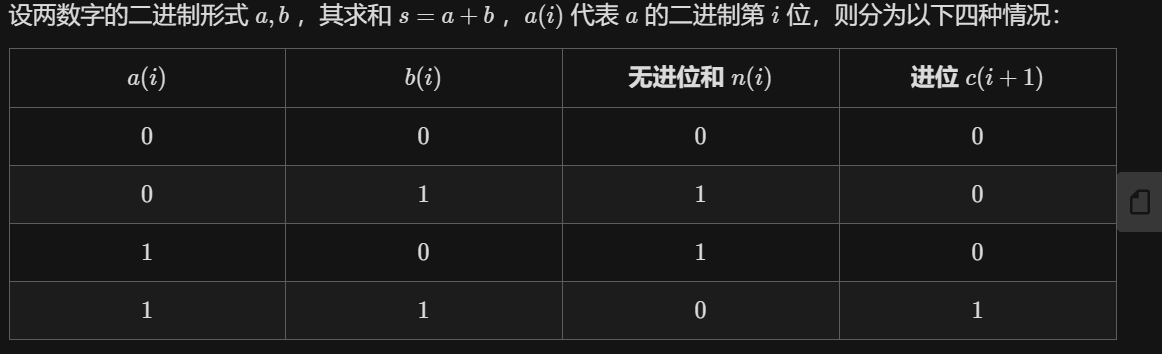 设两数字的二进制形式 a, b ，其求和 s = a + b ，a(i) 代表 a 的二进制第 i 位，则分为以下四种情况：
a(i) b(i) 无进位和 n(i) 进位 c(i + 1)
0 0 0 0
0 1 1 0
1 0 1 0
1 1 0 1